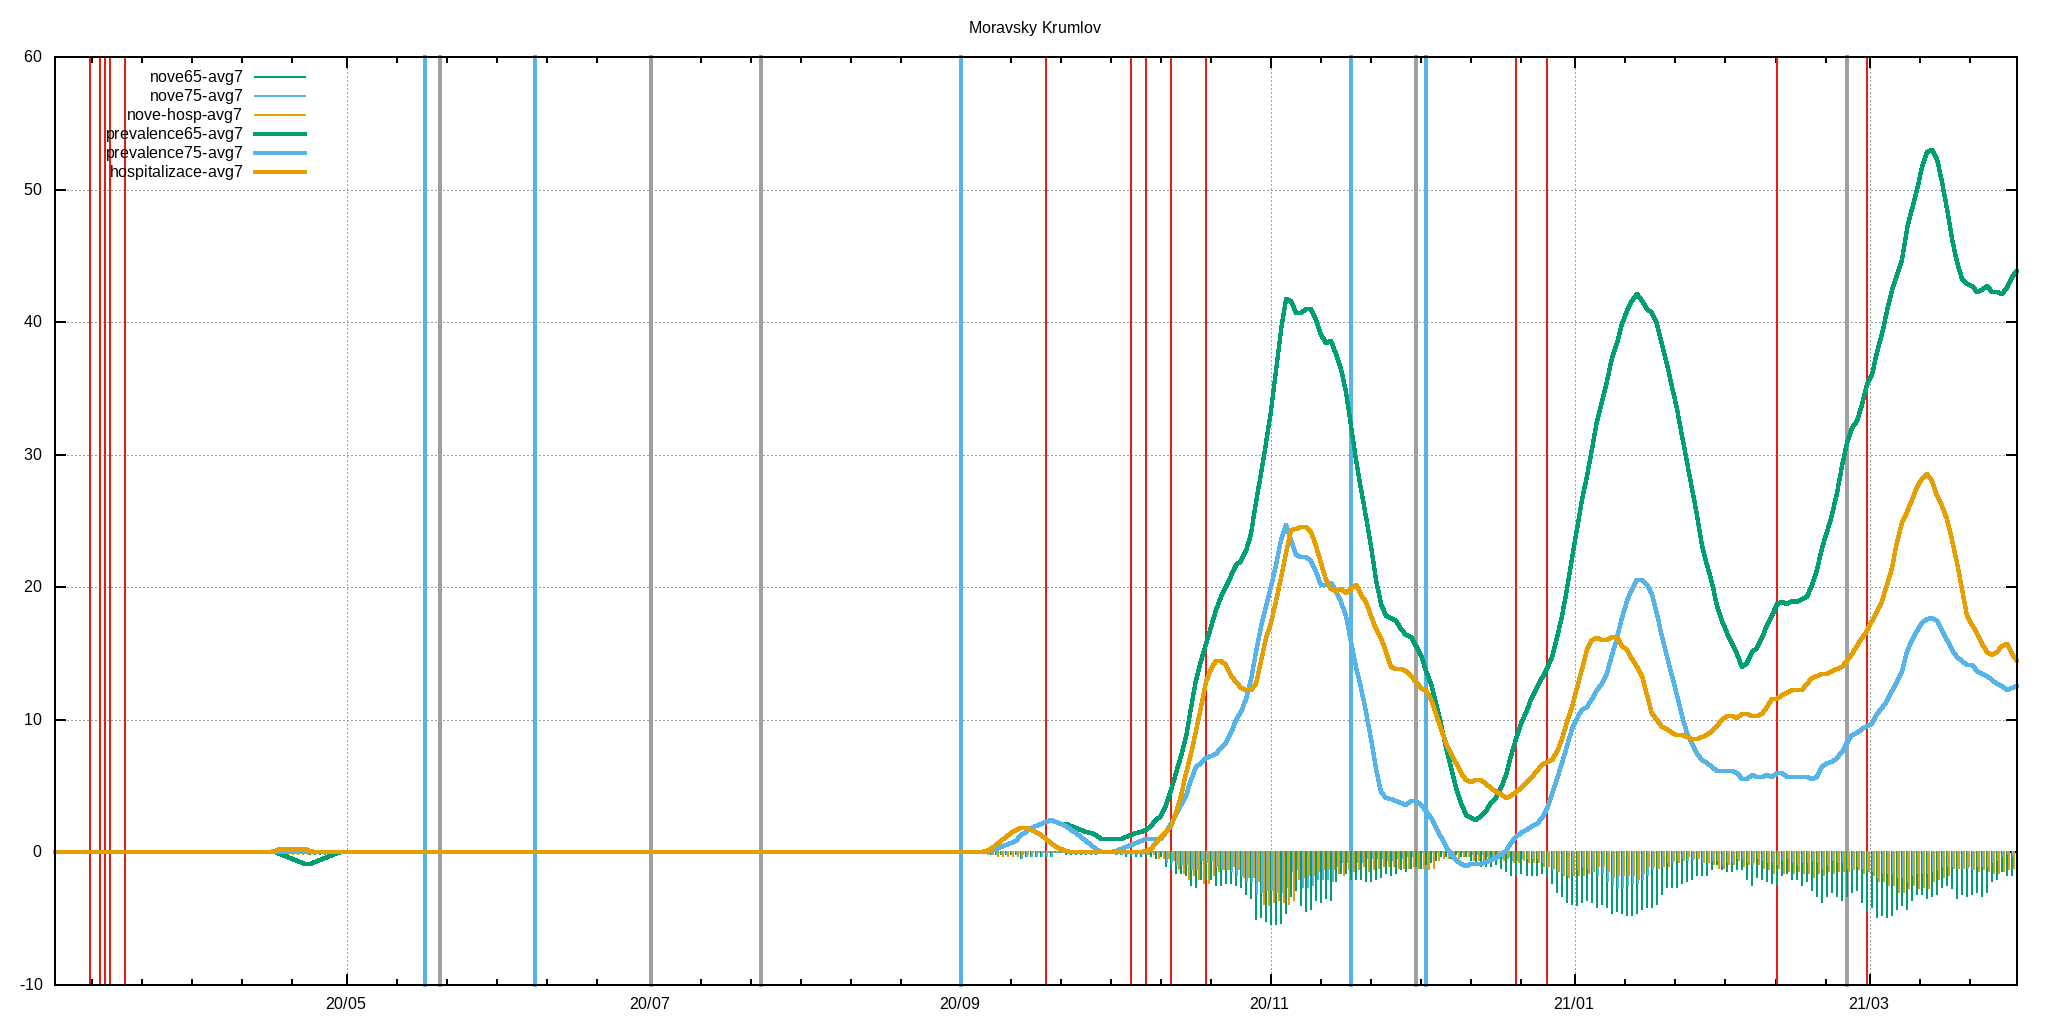 Moravsky Krumlov
60
50
40
30
20
10
0
-10
nove65-avg7
nove75-avg7
nove-hosp-avg7
prevalence65-avg7
prevalence75-avg7
hospitalizace-avg7
20/05 20/07 20/09 20/11 21/01 21/03